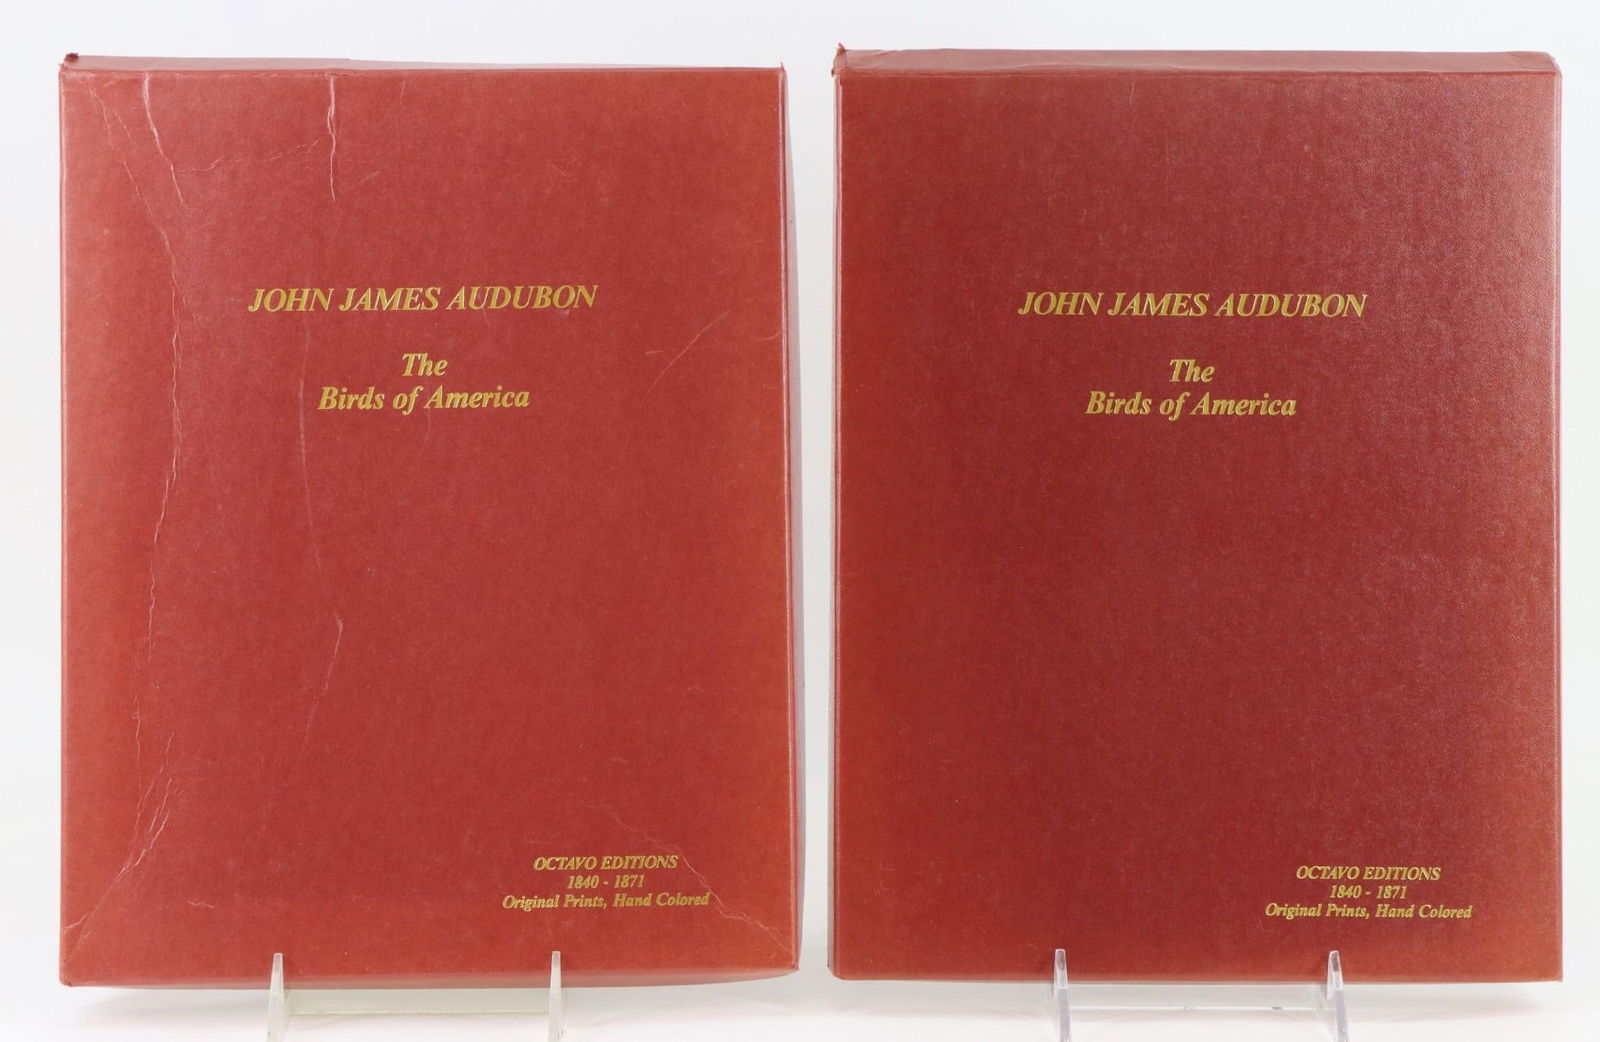 JOHN JAMES AUDUBON
The
Birds of America
OCTAVO EDITIONS
1840 - 1871
Original Prints, Hand Colored
JOHN JAMES AUDUBON
The
Birds of America
OCTAVO EDITIONS
1840 - 1871
Original Prints, Hand Colored